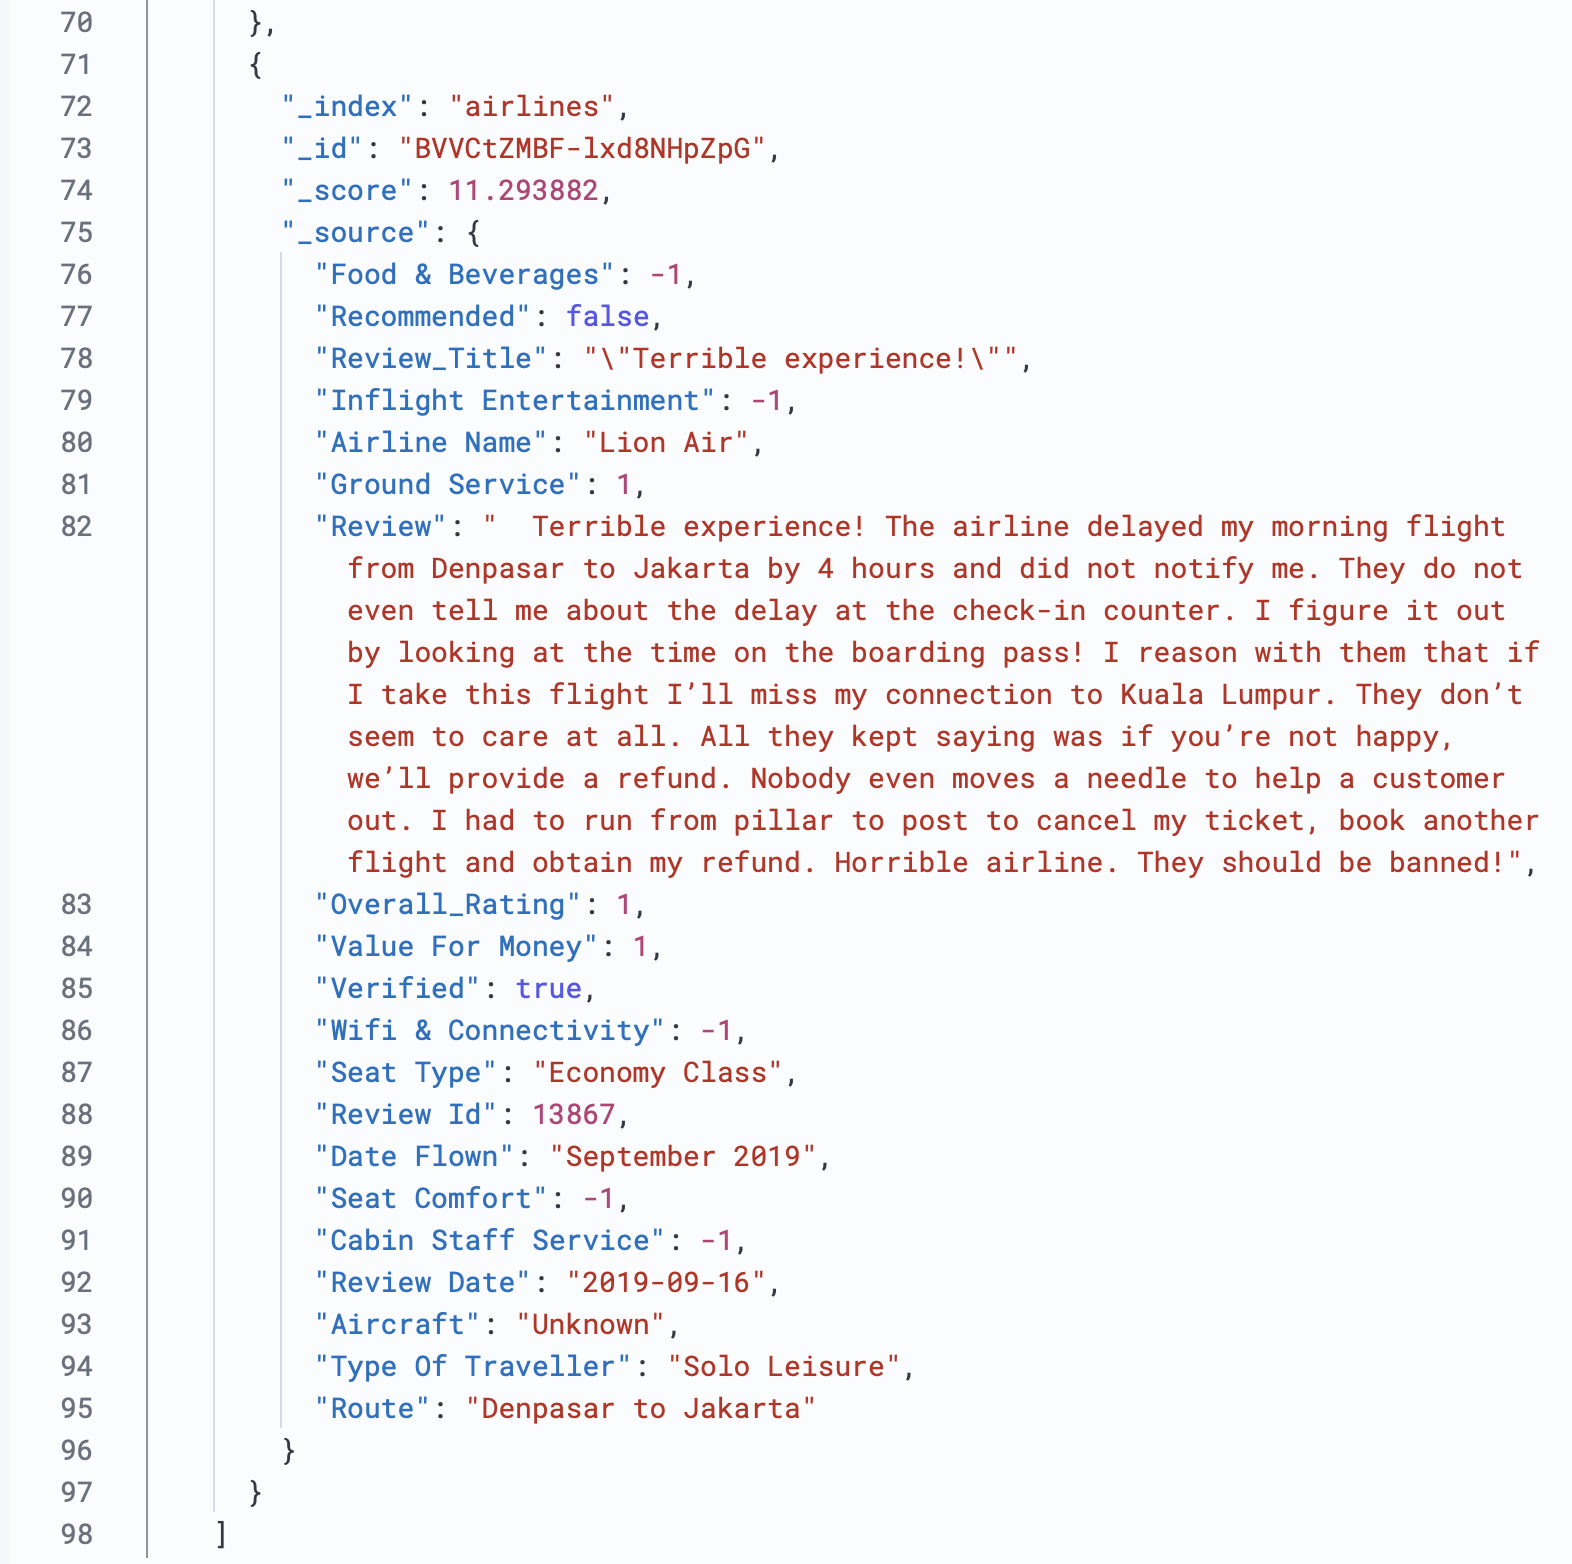 70 },
71 {
72 "_index": "airlines",
73 "_id": "BVVCtZMBF-lxd8NHpZpG",
74 "_score": 11.293882,
75 "_source": {
76 "Food & Beverages": -1,
77 "Recommended": false,
78 "Review_Title": "\"Terrible experience!\"",
79 "Inflight Entertainment": -1,
80 "Airline Name": "Lion Air",
81 "Ground Service": 1,
82 "Review": "  Terrible experience! The airline delayed my morning flight
from Denpasar to Jakarta by 4 hours and did not notify me. They do not
even tell me about the delay at the check-in counter. I figure it out
by looking at the time on the boarding pass! I reason with them that if
I take this flight I’ll miss my connection to Kuala Lumpur. They don’t
seem to care at all. All they kept saying was if you’re not happy,
we’ll provide a refund. Nobody even moves a needle to help a customer
out. I had to run from pillar to post to cancel my ticket, book another
flight and obtain my refund. Horrible airline. They should be banned!",
83 "Overall_Rating": 1,
84 "Value For Money": 1,
85 "Verified": true,
86 "Wifi & Connectivity": -1,
87 "Seat Type": "Economy Class",
88 "Review Id": 13867,
89 "Date Flown": "September 2019",
90 "Seat Comfort": -1,
91 "Cabin Staff Service": -1,
92 "Review Date": "2019-09-16",
93 "Aircraft": "Unknown",
94 "Type Of Traveller": "Solo Leisure",
95 "Route": "Denpasar to Jakarta"
96 }
97 }
98 ]